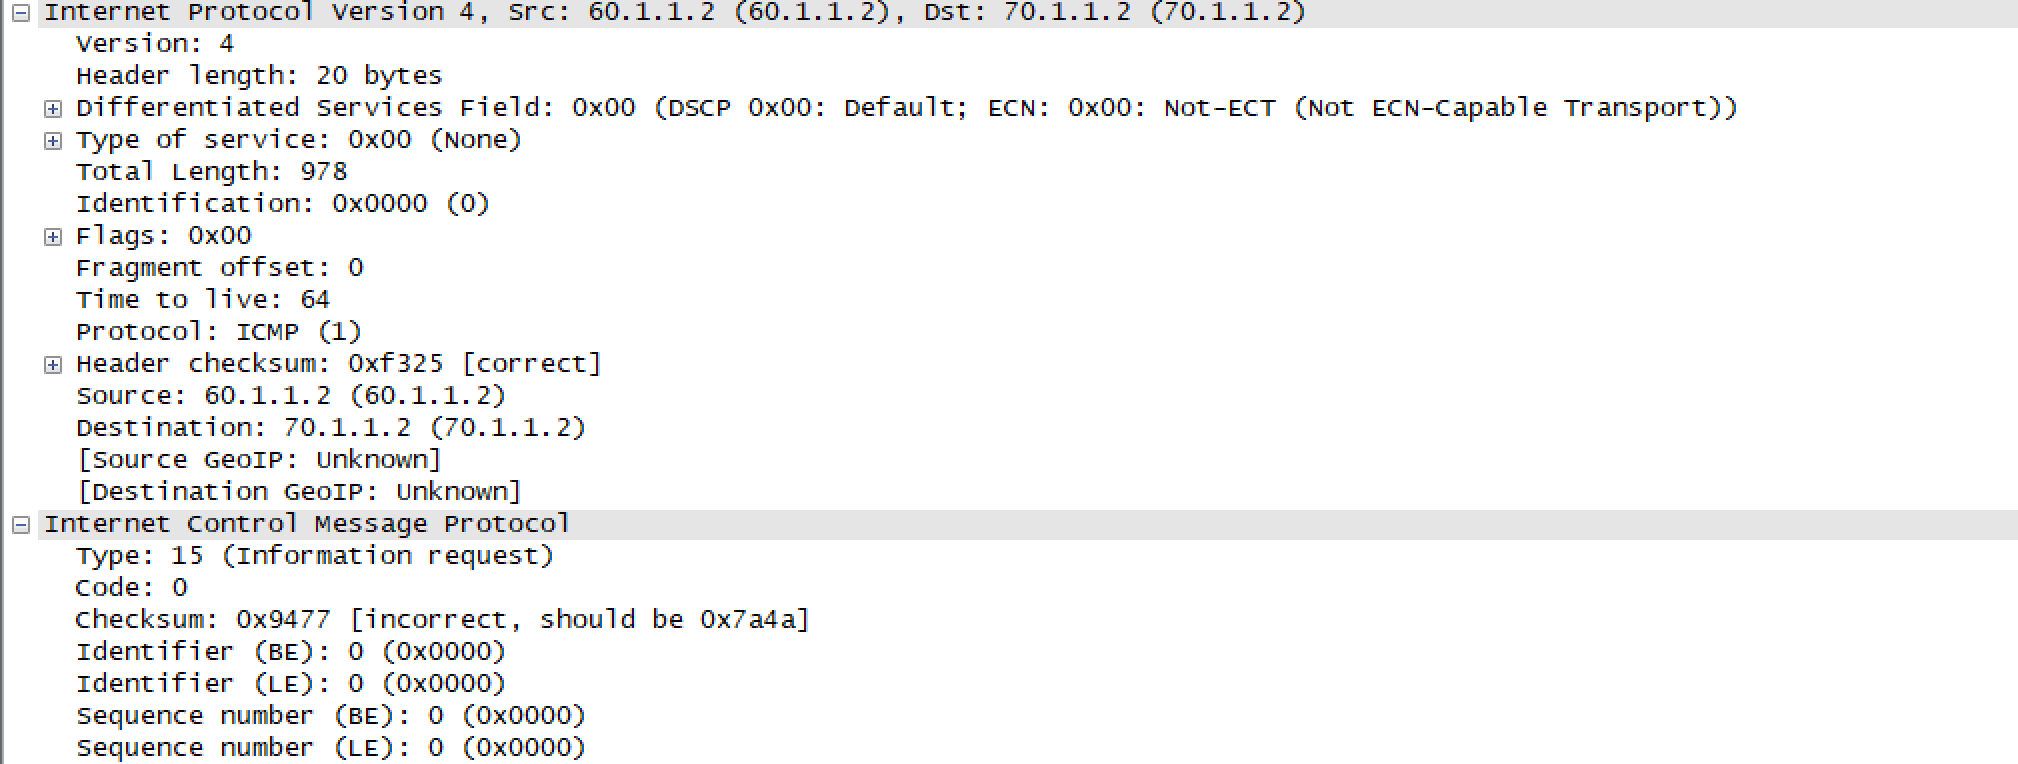 Internet Protocol Version 4, Src: 60.1.1.2 (60.1.1.2), Dst: 70.1.1.2 (70.1.1.2)
Version: 4
Header length: 20 bytes
Differentiated Services Field: 0x00 (DSCP 0x00: Default; ECN: 0x00: Not-ECT (Not ECN-Capable Transport))
Type of service: 0x00 (None)
Total Length: 978
Identification: 0x0000 (0)
Flags: 0x00
Fragment offset: 0
Time to live: 64
Protocol: ICMP (1)
Header checksum: 0xf325 [correct]
Source: 60.1.1.2 (60.1.1.2)
Destination: 70.1.1.2 (70.1.1.2)
[Source GeoIP: Unknown]
[Destination GeoIP: Unknown]
Internet Control Message Protocol
Type: 15 (Information request)
Code: 0
Checksum: 0x9477 [incorrect, should be 0x7a4a]
Identifier (BE): 0 (0x0000)
Identifier (LE): 0 (0x0000)
Sequence number (BE): 0 (0x0000)
Sequence number (LE): 0 (0x0000)